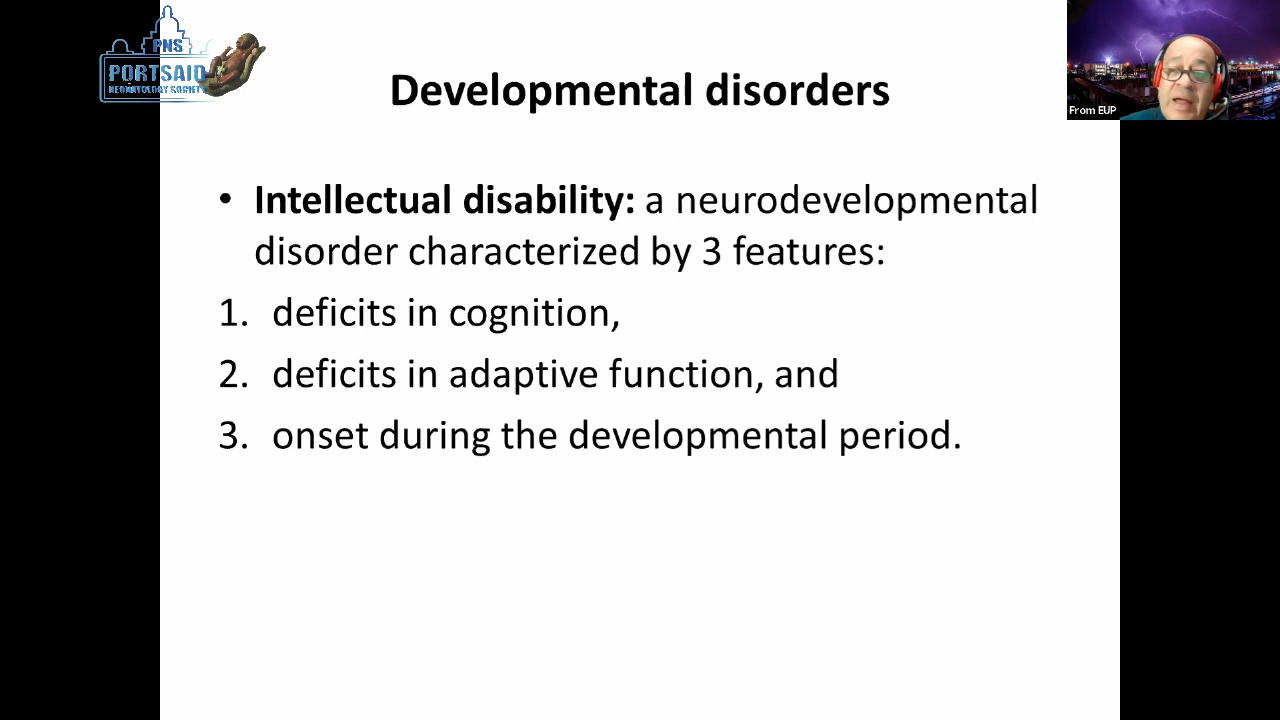 PNS
PORTSAID
NEONATOLOGY SOCIETY
Developmental disorders
From EUP
• Intellectual disability: a neurodevelopmental
disorder characterized by 3 features:
1. deficits in cognition,
2. deficits in adaptive function, and
3. onset during the developmental period.